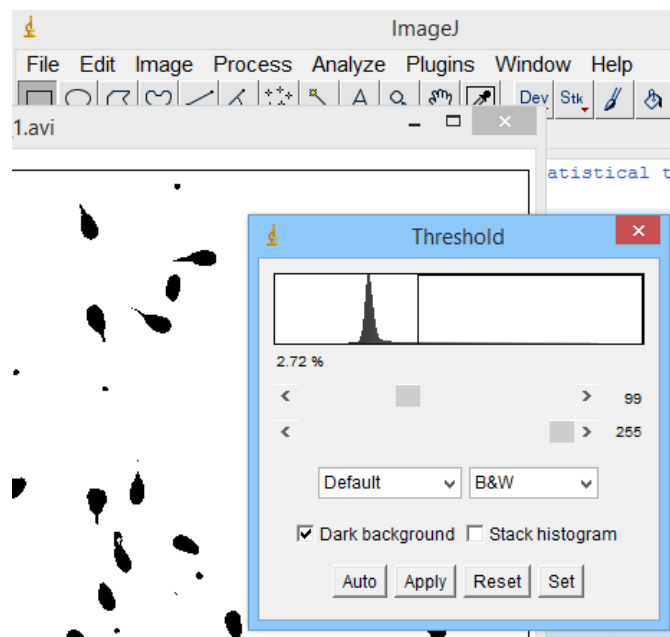 ImageJ
File Edit Image Process Analyze Plugins Window Help
A Dev Stk
1.avi
atistical t
Threshold
2.72 %
99
255
Default B&W
Dark background Stack histogram
Auto Apply Reset Set